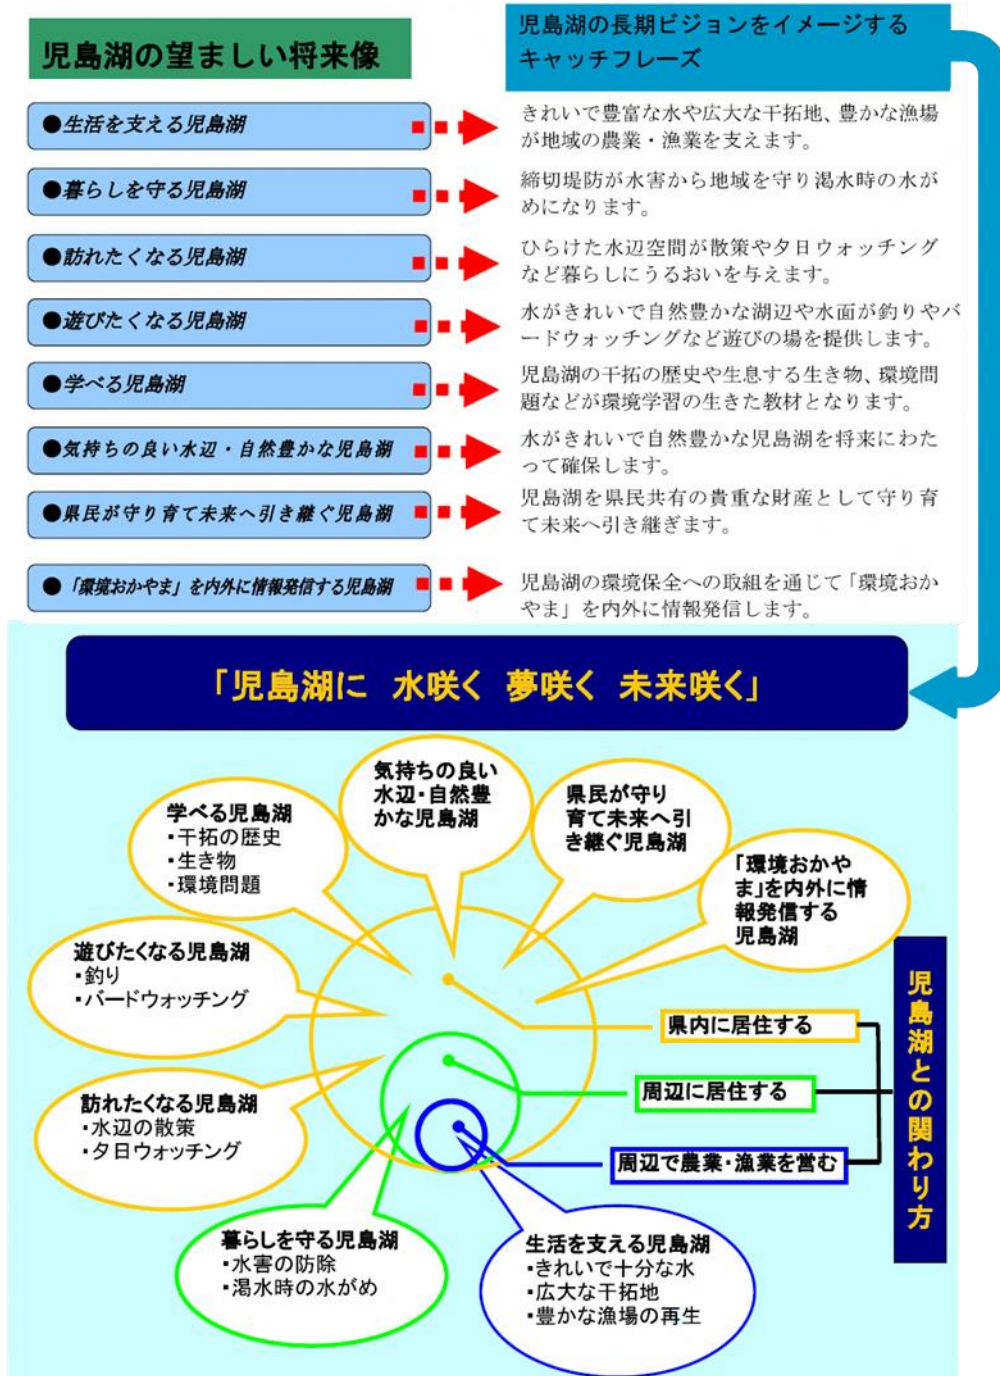 児島湖の望ましい将来像
児島湖の長期ビジョンをイメージする
キャッチフレーズ
●生活を支える児島湖
きれいで豊富な水や広大な干拓地、豊かな漁場
が地域の農業・漁業を支えます。
●暮らしを守る児島湖
締切堤防が水害から地域を守り渇水時の水が
めになります。
●訪れたくなる児島湖
ひらけた水辺空間が散策や夕日ウォッチング
など暮らしにうるおいを与えます。
●遊びたくなる児島湖
水がきれいで自然豊かな湖辺や水面が釣りやバ
ードウォッチングなど遊びの場を提供します。
●学べる児島湖
児島湖の干拓の歴史や生息する生き物、環境問
題などが環境学習の生きた教材となります。
●気持ちの良い水辺・自然豊かな児島湖
水がきれいで自然豊かな児島湖を将来にわた
って確保します。
●県民が守り育て未来へ引き継ぐ児島湖
児島湖を県民共有の貴重な財産として守り育
て未来へ引き継ぎます。
●「環境おかやま」を内外に情報発信する児島湖
児島湖の環境保全への取組を通じて「環境おか
やま」を内外に情報発信します。
「児島湖に 水咲く 夢咲く 未来咲く」
気持ちの良い
水辺・自然豊
かな児島湖
学べる児島湖
・干拓の歴史
・生き物
・環境問題
県民が守り
育て未来へ引
き継ぐ児島湖
「環境おかや
ま」を内外に情
報発信する
児島湖
遊びたくなる児島湖
・釣り
・バードウォッチング
訪れたくなる児島湖
・水辺の散策
・夕日ウォッチング
県内に居住する
周辺に居住する
周辺で農業・漁業を営む
児島湖との関わり方
暮らしを守る児島湖
・水害の防除
・渇水時の水がめ
生活を支える児島湖
・きれいで十分な水
・広大な干拓地
・豊かな漁場の再生